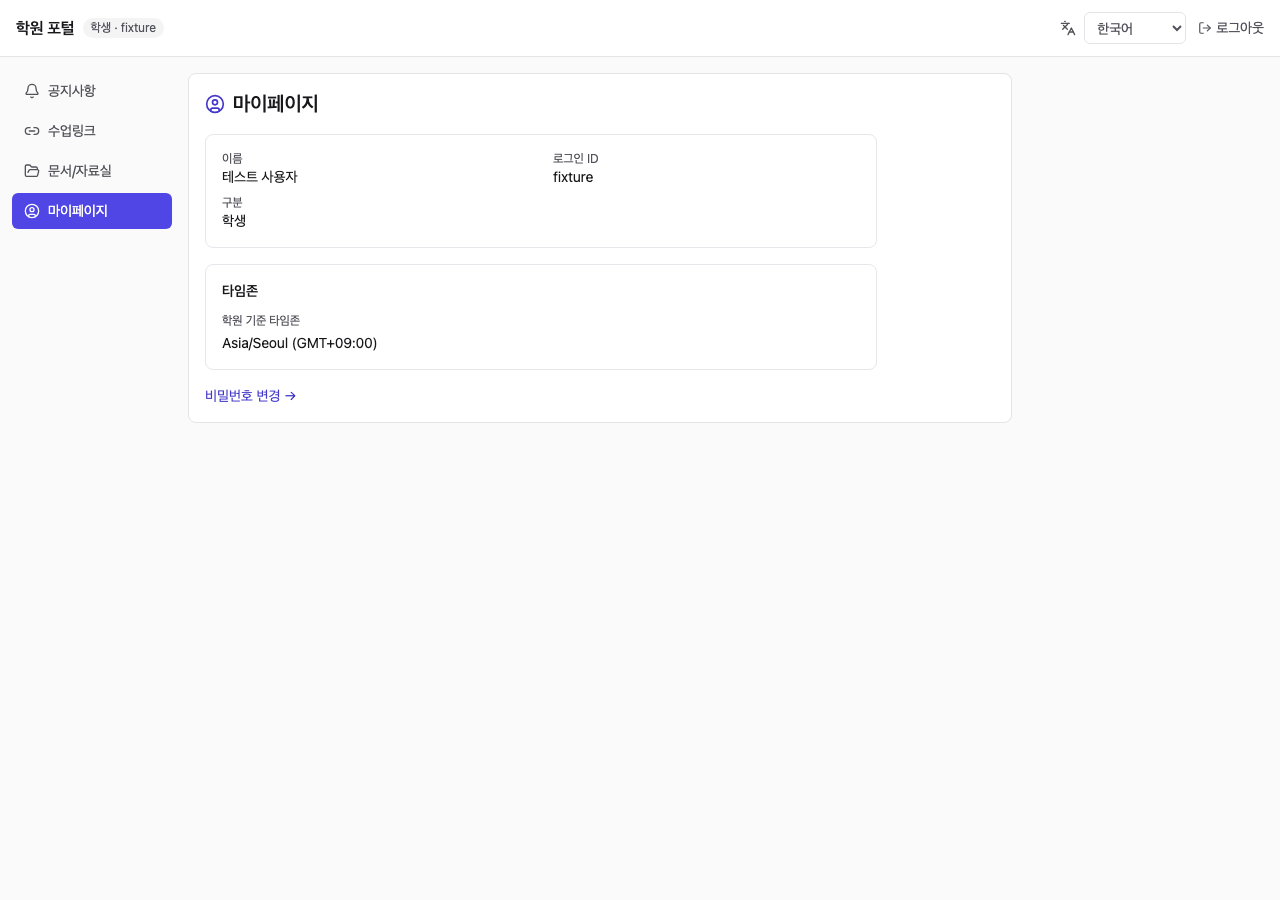 학원 포털
학생 · fixture
한국어
로그아웃
공지사항
수업링크
문서/자료실
마이페이지
마이페이지
이름
테스트 사용자
로그인 ID
fixture
구분
학생
타임존
학원 기준 타임존
Asia/Seoul (GMT+09:00)
비밀번호 변경 →